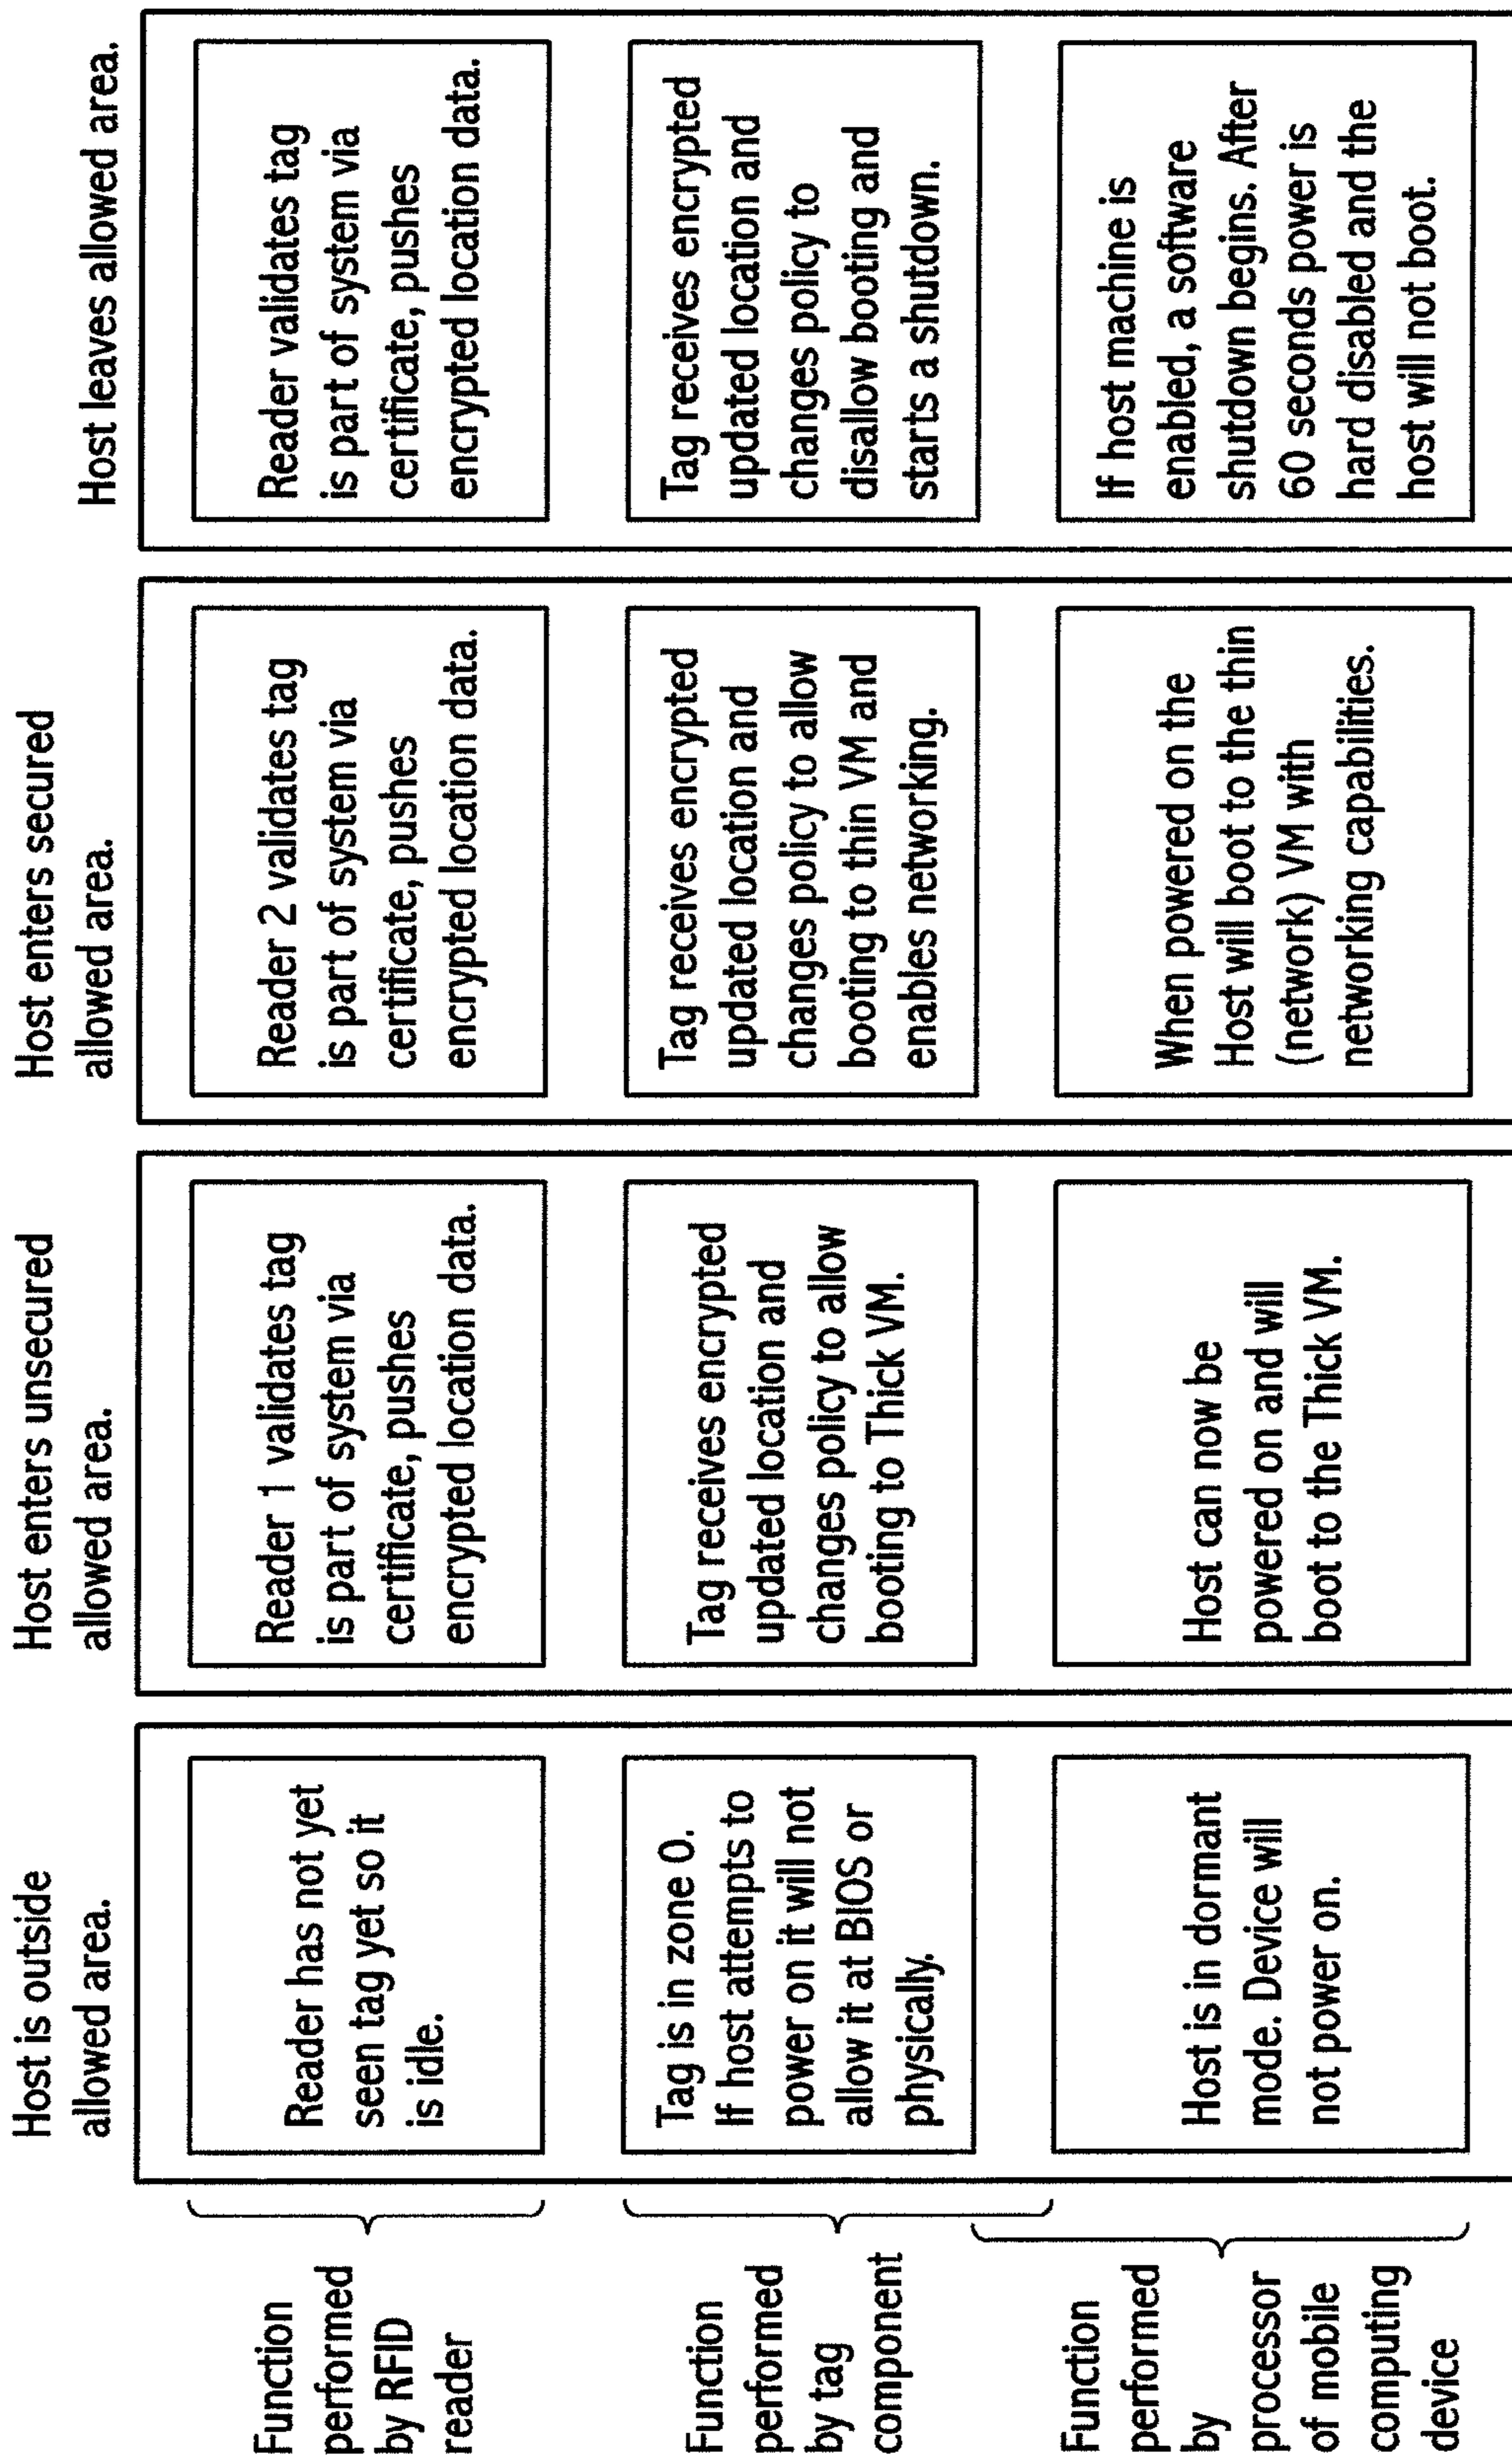 Host is outside
allowed area.
Host enters unsecured
allowed area.
Host enters secured
allowed area.
Host leaves allowed area.
Function
performed
by RFID
reader
Reader has not yet
seen tag yet so it
is idle.
Reader 1 validates tag
is part of system via
certificate, pushes
encrypted location data.
Reader 2 validates tag
is part of system via
certificate, pushes
encrypted location data.
Reader validates tag
is part of system via
certificate, pushes
encrypted location data.
Function
performed
by tag
component
Tag is in zone 0.
If host attempts to
power on it will not
allow it at BIOS or
physically.
Tag receives encrypted
updated location and
changes policy to allow
booting to Thick VM.
Tag receives encrypted
updated location and
changes policy to allow
booting to thin VM and
enables networking.
Tag receives encrypted
updated location and
changes policy to
disallow booting and
starts a shutdown.
Function
performed
by
processor
of mobile
computing
device
Host is in dormant
mode. Device will
not power on.
Host can now be
powered on and will
boot to the Thick VM.
When powered on the
Host will boot to the thin
(network) VM with
networking capabilities.
If host machine is
enabled, a software
shutdown begins. After
60 seconds power is
hard disabled and the
host will not boot.